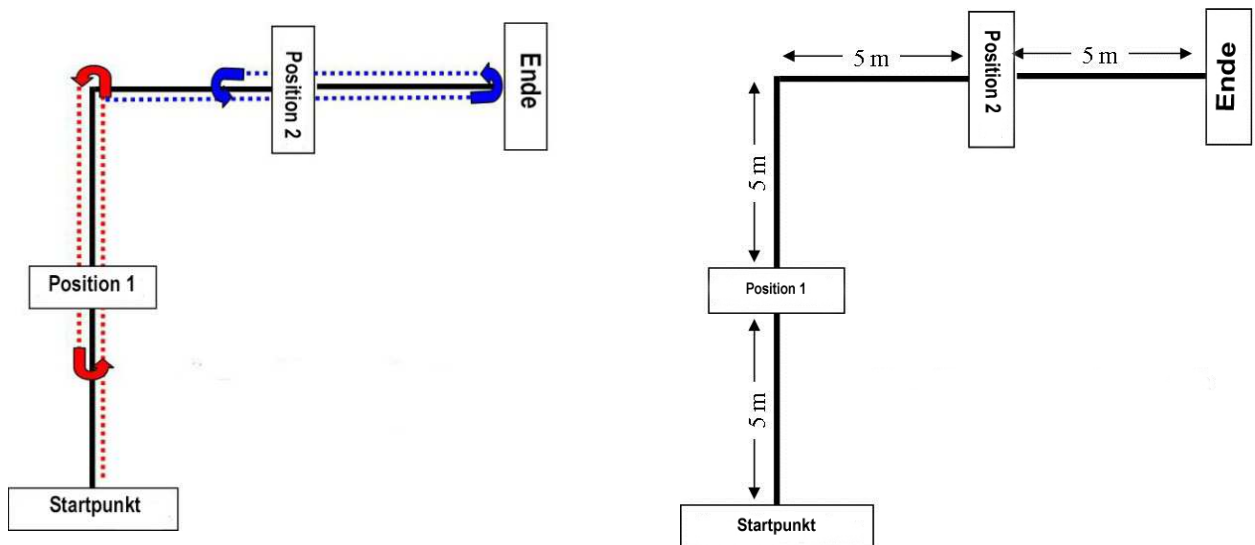 Position 2
Ende
Position 1
Startpunkt
5 m
5 m
Position 2
Ende
5 m
Position 1
5 m
Startpunkt